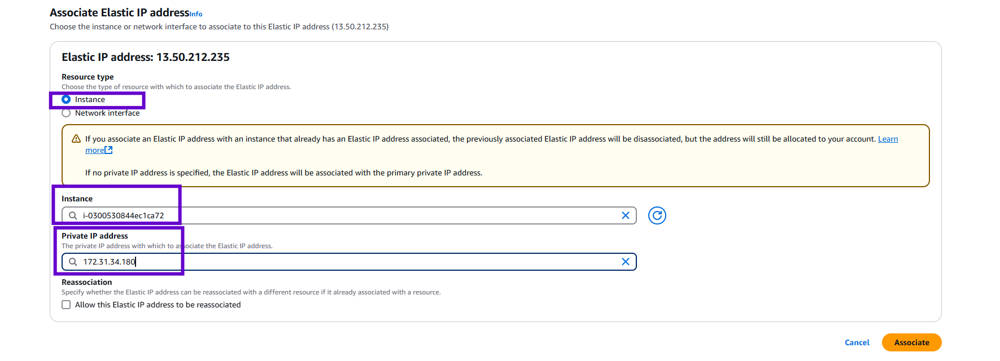 Associate Elastic IP address Info
Choose the instance or network interface to associate to this Elastic IP address (13.50.212.235)
Elastic IP address: 13.50.212.235
Resource type
Choose the type of resource with which to associate the Elastic IP address.
Instance
Network interface
If you associate an Elastic IP address with an instance that already has an Elastic IP address associated, the previously associated Elastic IP address will be disassociated, but the address will still be allocated to your account. Learn
more
If no private IP address is specified, the Elastic IP address will be associated with the primary private IP address.
Instance
i-0300530844ec1ca72
Private IP address
The private IP address with which to associate the Elastic IP address.
172.31.34.180
Reassociation
Specify whether the Elastic IP address can be reassociated with a different resource if it already associated with a resource.
Allow this Elastic IP address to be reassociated
Cancel Associate